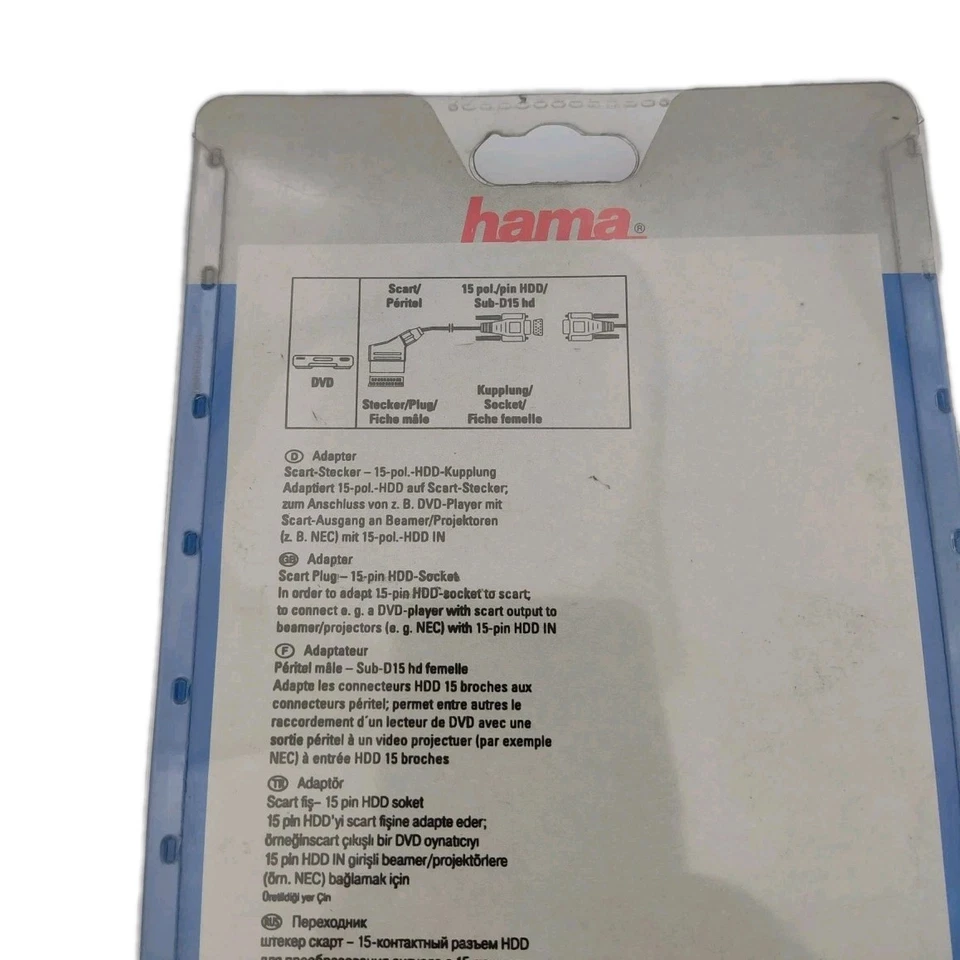 hama®
Scart/ 15 pol./pin HDD/
Péritel Sub-D15 hd
DVD
Stecker/Plug/
Fiche mâle
Kupplung/
Socket/
Fiche femelle
D Adapter
Scart-Stecker – 15-pol.-HDD-Kupplung
Adaptiert 15-pol.-HDD auf Scart-Stecker;
zum Anschluss von z. B. DVD-Player mit
Scart-Ausgang an Beamer/Projektoren
(z. B. NEC) mit 15-pol.-HDD IN
GB Adapter
Scart Plug – 15-pin HDD-Socket
In order to adapt 15-pin HDD-socket to scart;
to connect e. g. a DVD-player with scart output to
beamer/projectors (e. g. NEC) with 15-pin HDD IN
F Adaptateur
Péritel mâle – Sub-D15 hd femelle
Adapte les connecteurs HDD 15 broches aux
connecteurs péritel; permet entre autres le
raccordement d´un lecteur de DVD avec une
sortie péritel à un video projectuer (par exemple
NEC) à entrée HDD 15 broches
TR Adaptör
Scart fiş– 15 pin HDD soket
15 pin HDD'yi scart fişine adapte eder;
örneğinscart çıkışlı bir DVD oynatıcıyı
15 pin HDD IN girişli beamer/projektörlere
(örn. NEC) bağlamak için
Üretildiği yer Çin
RUS Переходник
штекер скарт – 15-контактный разъем HDD